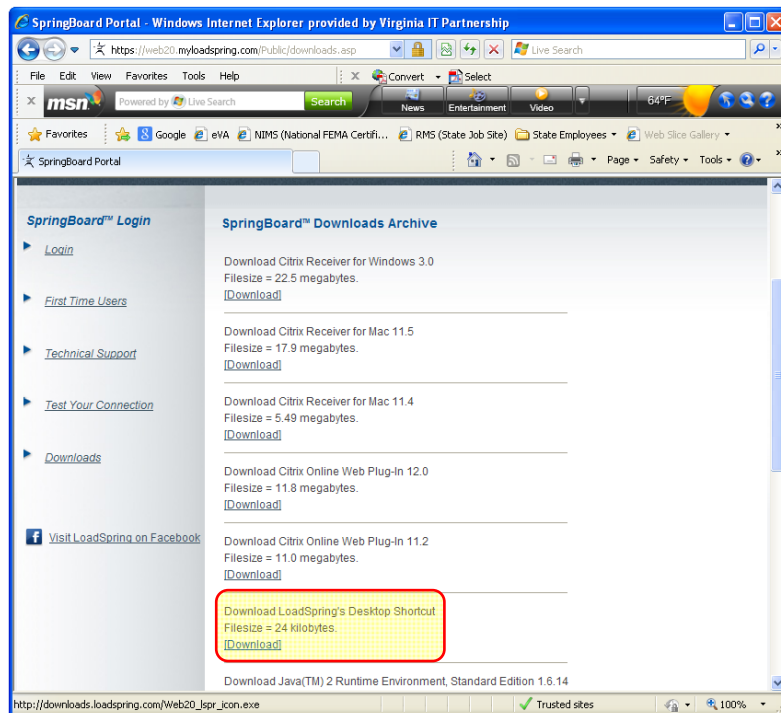 SpringBoard Portal - Windows Internet Explorer provided by Virginia IT Partnership
https://web20.myloadspring.com/Public/downloads.asp
Live Search
File Edit View Favorites Tools Help
x Convert Select
x msn Powered by Live Search Search News Entertainment Video 64°F
Favorites Google eVA NIMS (National FEMA Certifi... RMS (State Job Site) State Employees Web Slice Gallery
SpringBoard Portal
Page Safety Tools
SpringBoard™ Login
Login
First Time Users
Technical Support
Test Your Connection
Downloads
f Visit LoadSpring on Facebook
SpringBoard™ Downloads Archive
Download Citrix Receiver for Windows 3.0
Filesize = 22.5 megabytes.
[Download]
Download Citrix Receiver for Mac 11.5
Filesize = 17.9 megabytes.
[Download]
Download Citrix Receiver for Mac 11.4
Filesize = 5.49 megabytes.
[Download]
Download Citrix Online Web Plug-In 12.0
Filesize = 11.8 megabytes.
[Download]
Download Citrix Online Web Plug-In 11.2
Filesize = 11.0 megabytes.
[Download]
Download LoadSpring's Desktop Shortcut
Filesize = 24 kilobytes.
[Download]
Download Java(TM) 2 Runtime Environment, Standard Edition 1.6.14
http://downloads.loadspring.com/Web20_lspr_icon.exe
Trusted sites
100%